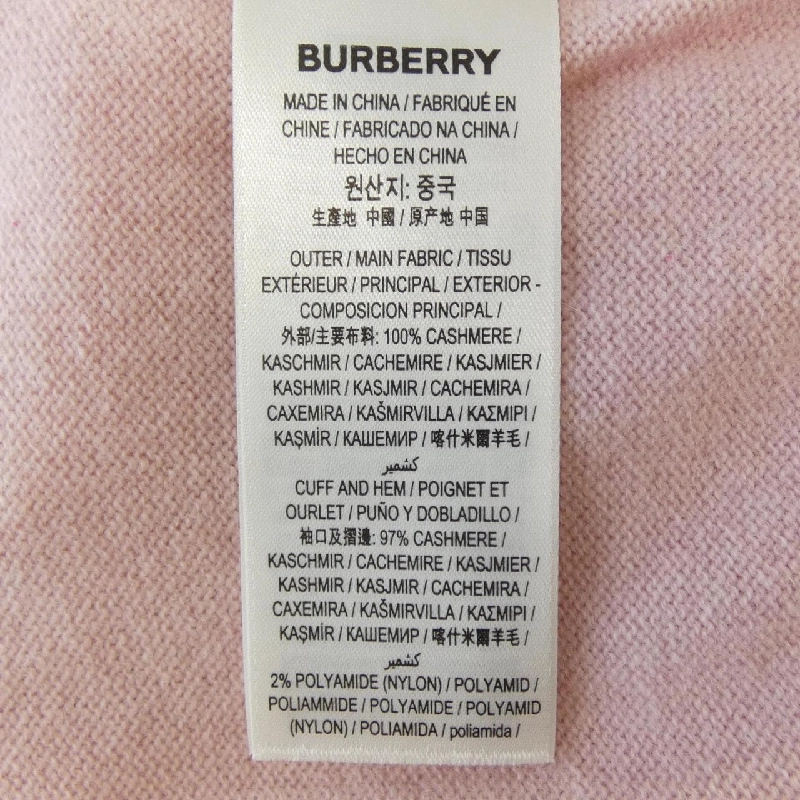 BURBERRY
MADE IN CHINA / FABRIQUÉ EN
CHINE / FABRICADO NA CHINA /
HECHO EN CHINA
원산지: 중국
生產地 中國 / 原产地 中国
OUTER / MAIN FABRIC / TISSU
EXTÉRIEUR / PRINCIPAL / EXTERIOR -
COMPOSICION PRINCIPAL /
外部/主要布料: 100% CASHMERE /
KASCHMIR / CACHEMIRE / KASJMIER /
KASHMIR / KASJMIR / CACHEMIRA /
CAXEMIRA / KAŠMIRVILLA / ΚΑΣΜΙΡΙ /
KAŞMİR / КАШЕМИР / 喀什米爾羊毛 /
كشمير
CUFF AND HEM / POIGNET ET
OURLET / PUÑO Y DOBLADILLO /
袖口及摺邊: 97% CASHMERE /
KASCHMIR / CACHEMIRE / KASJMIER /
KASHMIR / KASJMIR / CACHEMIRA /
CAXEMIRA / KAŠMIRVILLA / ΚΑΣΜΙΡΙ /
KAŞMİR / КАШЕМИР / 喀什米爾羊毛 /
كشمير
2% POLYAMIDE (NYLON) / POLYAMID /
POLIAMMIDE / POLYAMIDE / POLYAMID
(NYLON) / POLIAMIDA / poliamida /